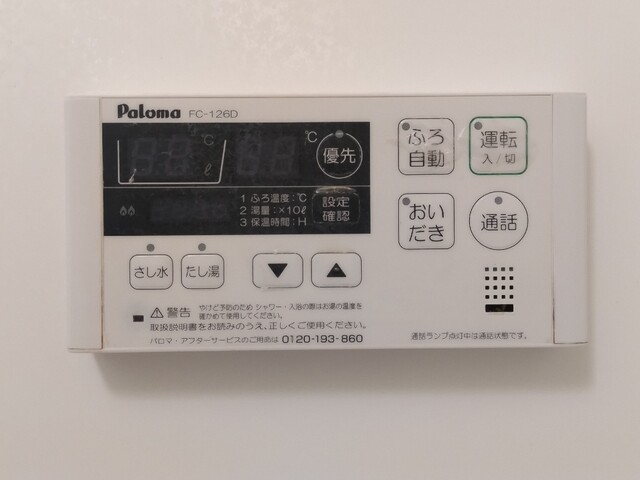 Paloma FC-126D
℃
℃
ℓ
優先
1 ふろ温度:℃
2 湯量:×10ℓ
3 保温時間:H
設定
確認
ふろ
自動
運転
入/切
おい
だき
通話
さし水
たし湯
▼
▲
⚠警告
やけど予防のため シャワー・入浴の際はお湯の温度を
確かめて使用してください。
取扱説明書をお読みのうえ、正しくご使用ください。
パロマ・アフターサービスのご用命は 0120-193-860
通話ランプ点灯中は通話状態です。